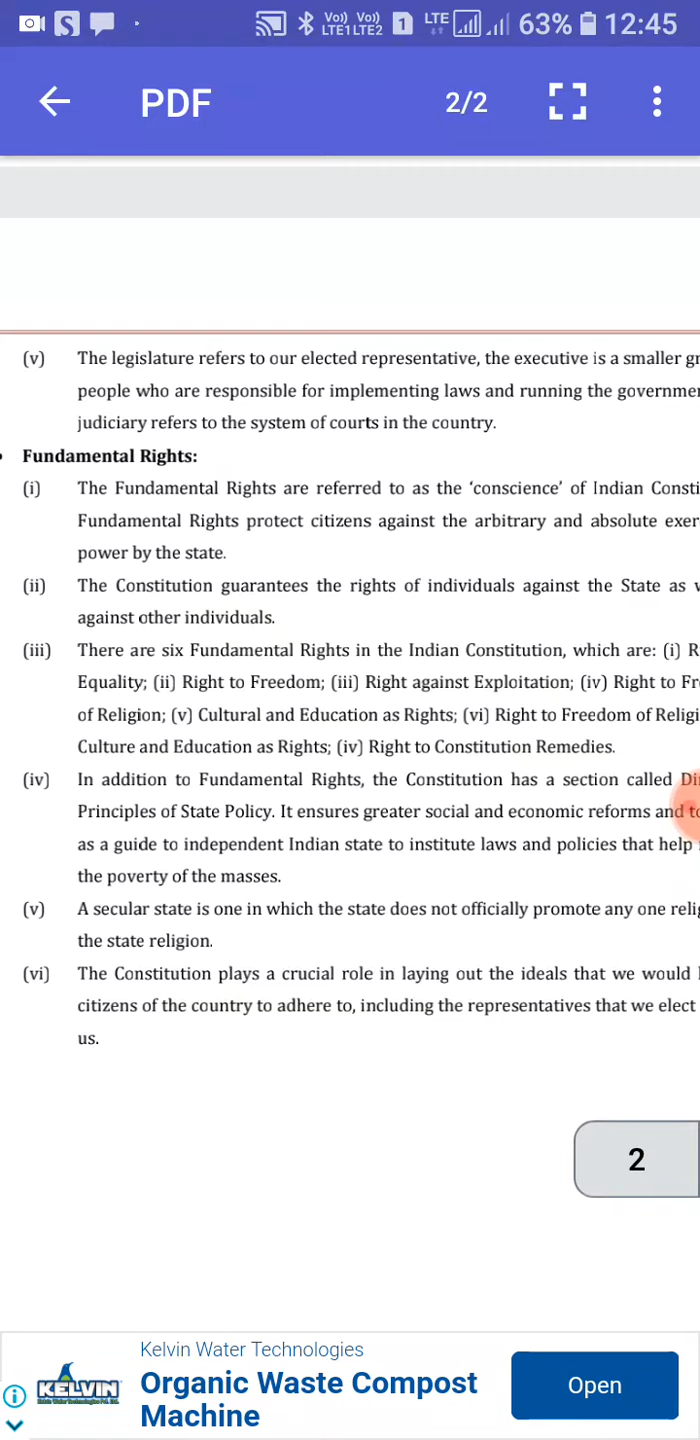 Vo)) Vo)) LTE
LTE1 LTE2 1 63% 12:45
PDF 2/2
(v) The legislature refers to our elected representative, the executive is a smaller gr
people who are responsible for implementing laws and running the governme
judiciary refers to the system of courts in the country.
Fundamental Rights:
(i) The Fundamental Rights are referred to as the ‘conscience’ of Indian Consti
Fundamental Rights protect citizens against the arbitrary and absolute exer
power by the state.
(ii) The Constitution guarantees the rights of individuals against the State as w
against other individuals.
(iii) There are six Fundamental Rights in the Indian Constitution, which are: (i) R
Equality; (ii) Right to Freedom; (iii) Right against Exploitation; (iv) Right to Fr
of Religion; (v) Cultural and Education as Rights; (vi) Right to Freedom of Religi
Culture and Education as Rights; (iv) Right to Constitution Remedies.
(iv) In addition to Fundamental Rights, the Constitution has a section called Di
Principles of State Policy. It ensures greater social and economic reforms and to
as a guide to independent Indian state to institute laws and policies that help
the poverty of the masses.
(v) A secular state is one in which the state does not officially promote any one relig
the state religion.
(vi) The Constitution plays a crucial role in laying out the ideals that we would l
citizens of the country to adhere to, including the representatives that we elect
us.
2
Kelvin Water Technologies
KELVIN
Organic Waste Compost
Machine
Open